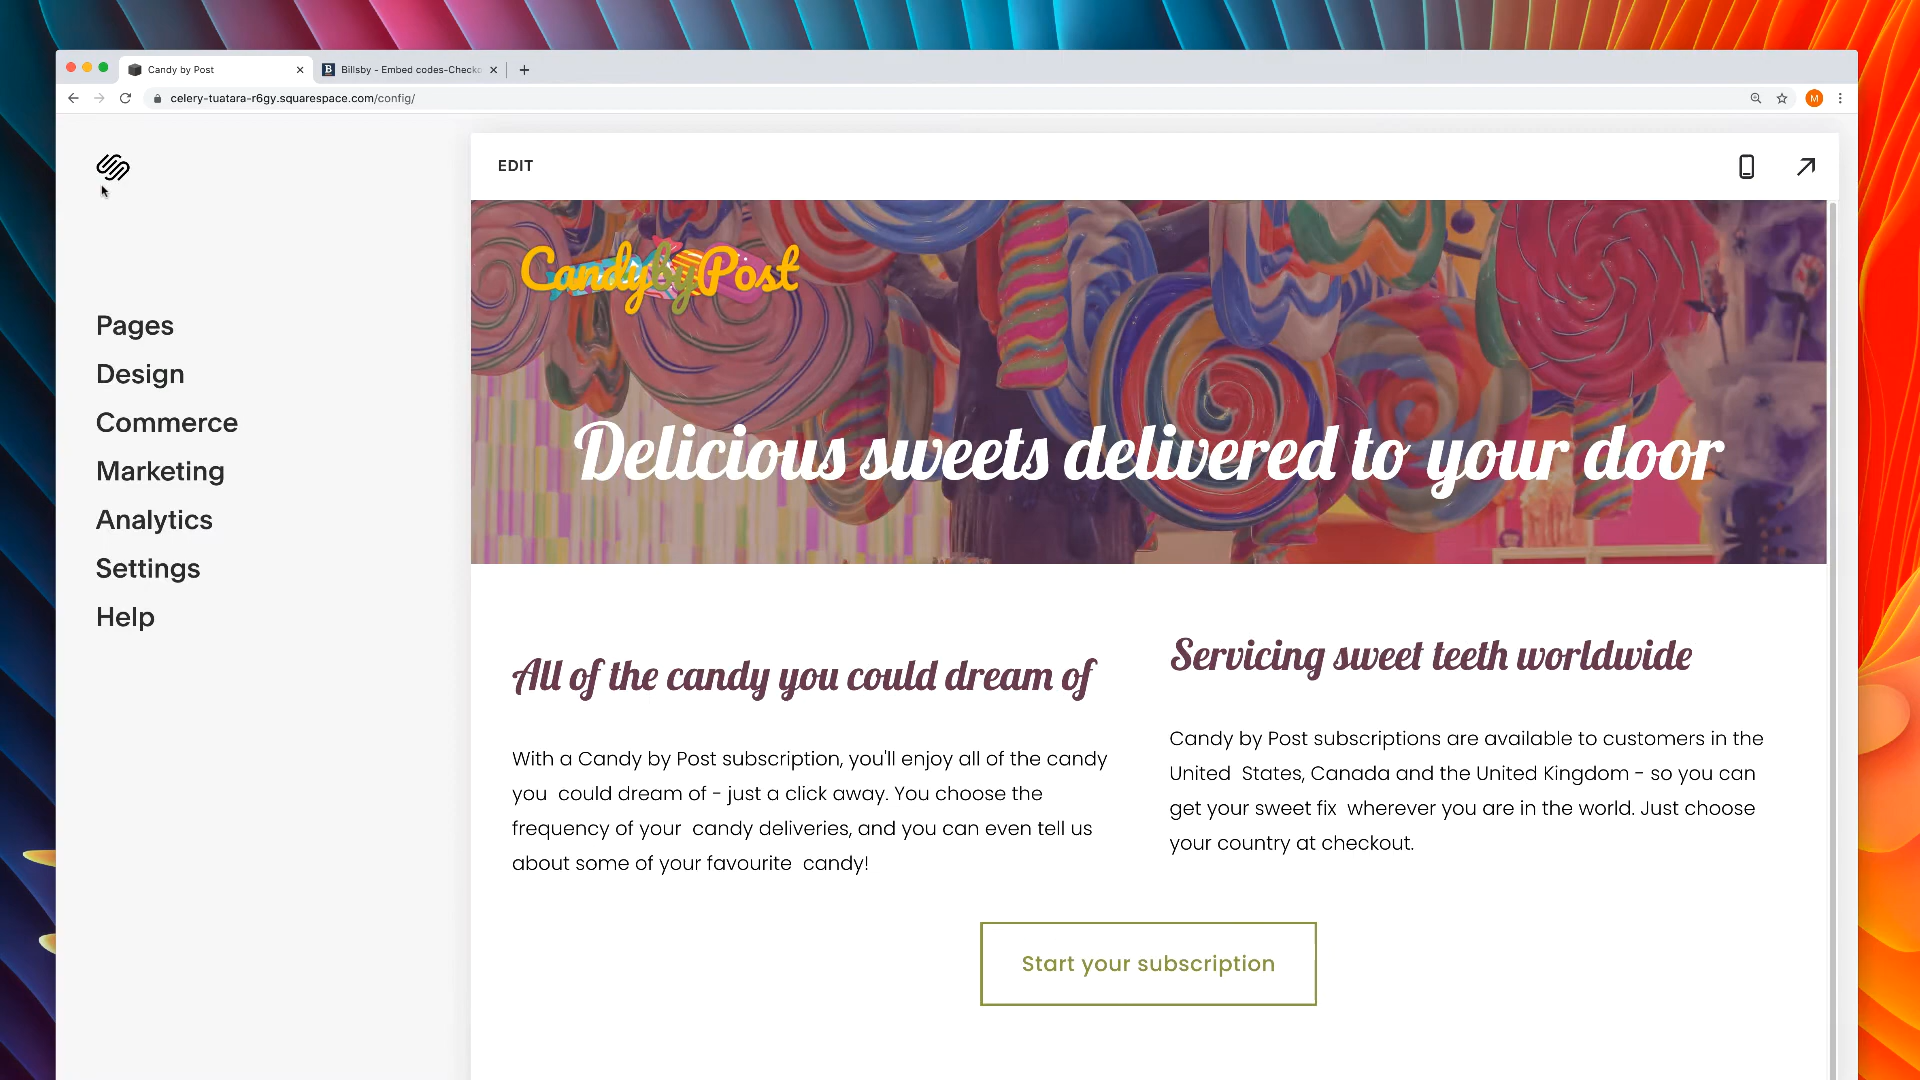 Candy by Post
Billsby - Embed codes-Checko
celery-tuatara-r6gy.squarespace.com/config/
M
EDIT
Pages
Design
Commerce
Marketing
Analytics
Settings
Help
Candy by Post
Delicious sweets delivered to your door
All of the candy you could dream of
With a Candy by Post subscription, you'll enjoy all of the candy
you could dream of - just a click away. You choose the
frequency of your candy deliveries, and you can even tell us
about some of your favourite candy!
Servicing sweet teeth worldwide
Candy by Post subscriptions are available to customers in the
United States, Canada and the United Kingdom - so you can
get your sweet fix wherever you are in the world. Just choose
your country at checkout.
Start your subscription